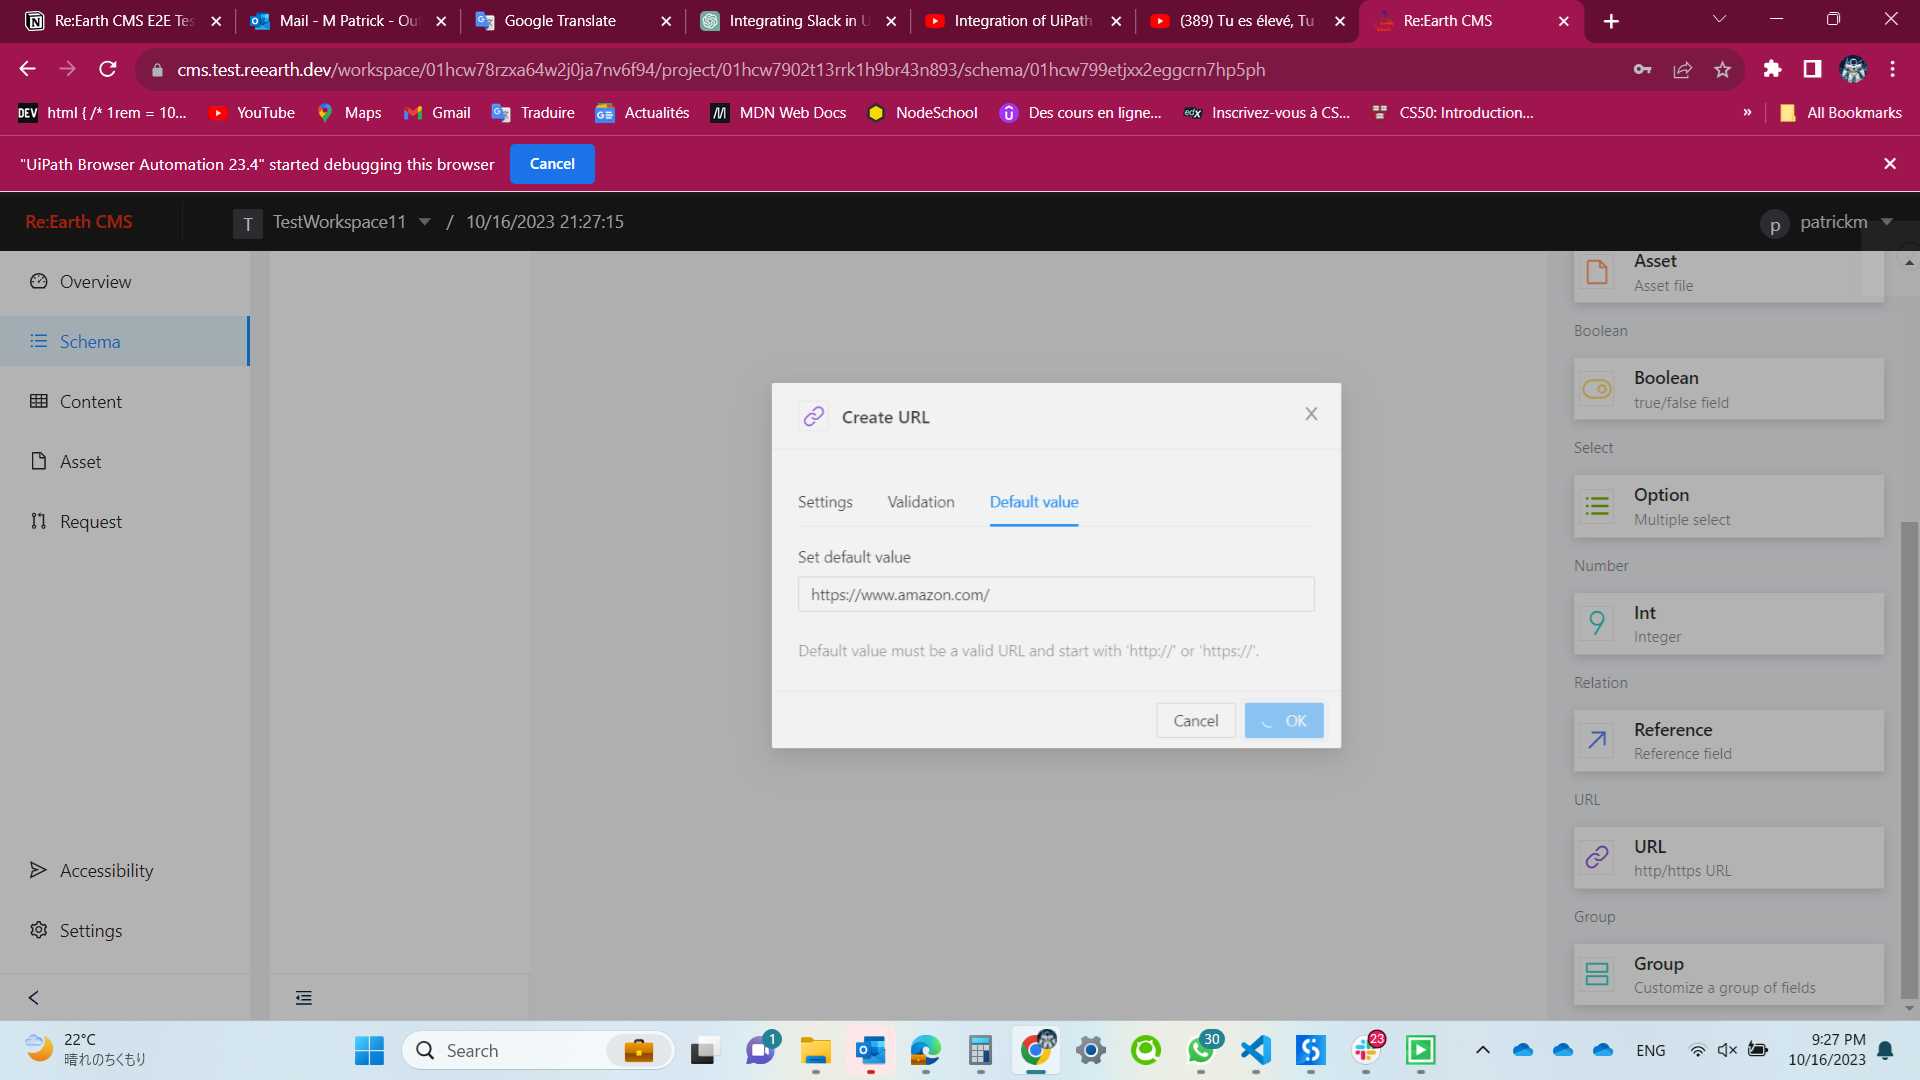 Re:Earth CMS E2E Tes
Mail - M Patrick - Ou
Google Translate
Integrating Slack in U
Integration of UiPath
(389) Tu es élevé, Tu
Re:Earth CMS
cms.test.reearth.dev/workspace/01hcw78rzxa64w2j0ja7nv6f94/project/01hcw7902t13rrk1h9br43n893/schema/01hcw799etjxx2eggcrn7hp5ph
DEV html { /* 1rem = 10...
YouTube
Maps
Gmail
Traduire
Actualités
MDN Web Docs
NodeSchool
Des cours en ligne...
edX Inscrivez-vous à CS...
CS50: Introduction...
»
All Bookmarks
"UiPath Browser Automation 23.4" started debugging this browser
Cancel
Re:Earth CMS
T TestWorkspace11 / 10/16/2023 21:27:15
p patrickm
Overview
Schema
Content
Asset
Request
Accessibility
Settings
Create URL
Settings
Validation
Default value
Set default value
https://www.amazon.com/
Default value must be a valid URL and start with 'http://' or 'https://'.
Cancel
OK
Asset
Asset file
Boolean
Boolean
true/false field
Select
Option
Multiple select
Number
Int
Integer
Relation
Reference
Reference field
URL
URL
http/https URL
Group
Group
Customize a group of fields
22°C
晴れのちくもり
Search
1
30
23
ENG
9:27 PM
10/16/2023